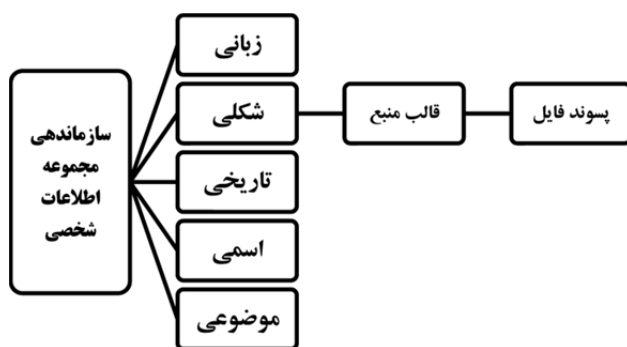 سازماندهی
مجموعه
اطلاعات
شخصی
زبانی
شکلی
قالب منبع
پسوند فایل
تاریخی
اسمی
موضوعی